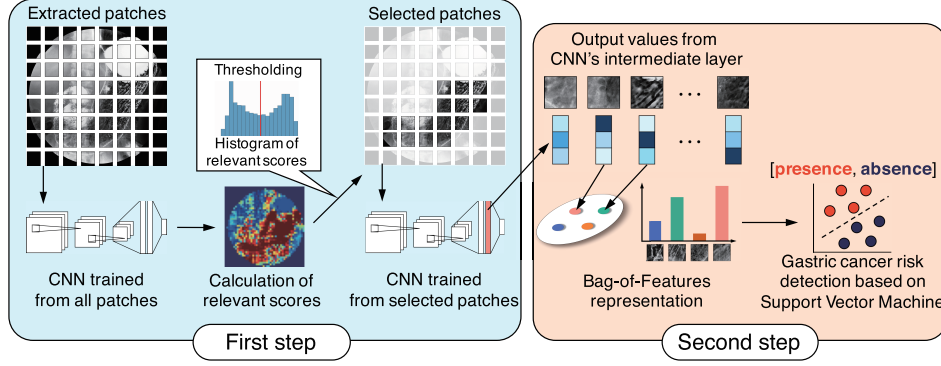 Extracted patches
Selected patches
Thresholding
Histogram of
relevant scores
CNN trained
from all patches
Calculation of
relevant scores
CNN trained
from selected patches
First step
Output values from
CNN's intermediate layer
...
...
[presence, absence]
Bag-of-Features
representation
Gastric cancer risk
detection based on
Support Vector Machine
Second step